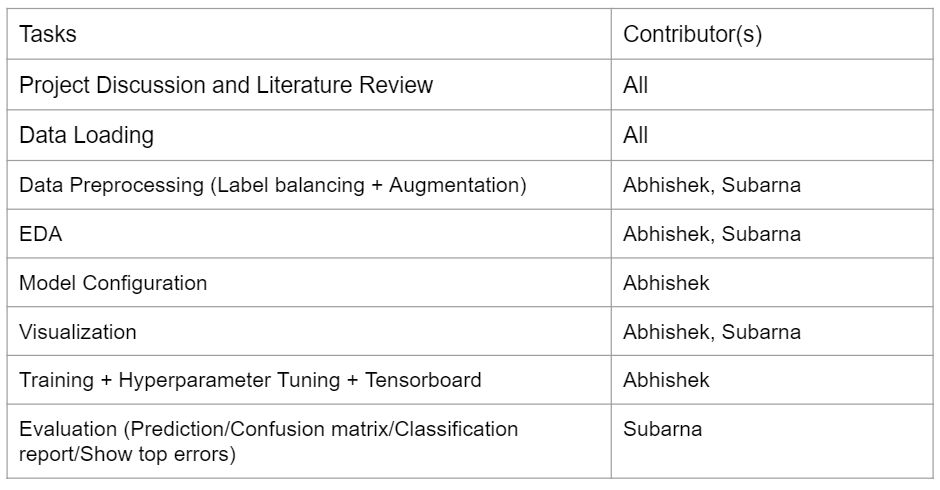 Tasks Contributor(s)
Project Discussion and Literature Review All
Data Loading All
Data Preprocessing (Label balancing + Augmentation) Abhishek, Subarna
EDA Abhishek, Subarna
Model Configuration Abhishek
Visualization Abhishek, Subarna
Training + Hyperparameter Tuning + Tensorboard Abhishek
Evaluation (Prediction/Confusion matrix/Classification Subarna
report/Show top errors)